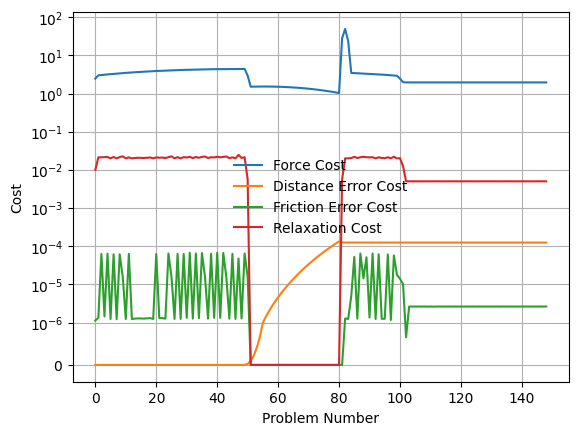 10²
10¹
10⁰
10⁻¹
10⁻²
10⁻³
10⁻⁴
10⁻⁵
10⁻⁶
0
Cost
Force Cost
Distance Error Cost
Friction Error Cost
Relaxation Cost
0 20 40 60 80 100 120 140
Problem Number